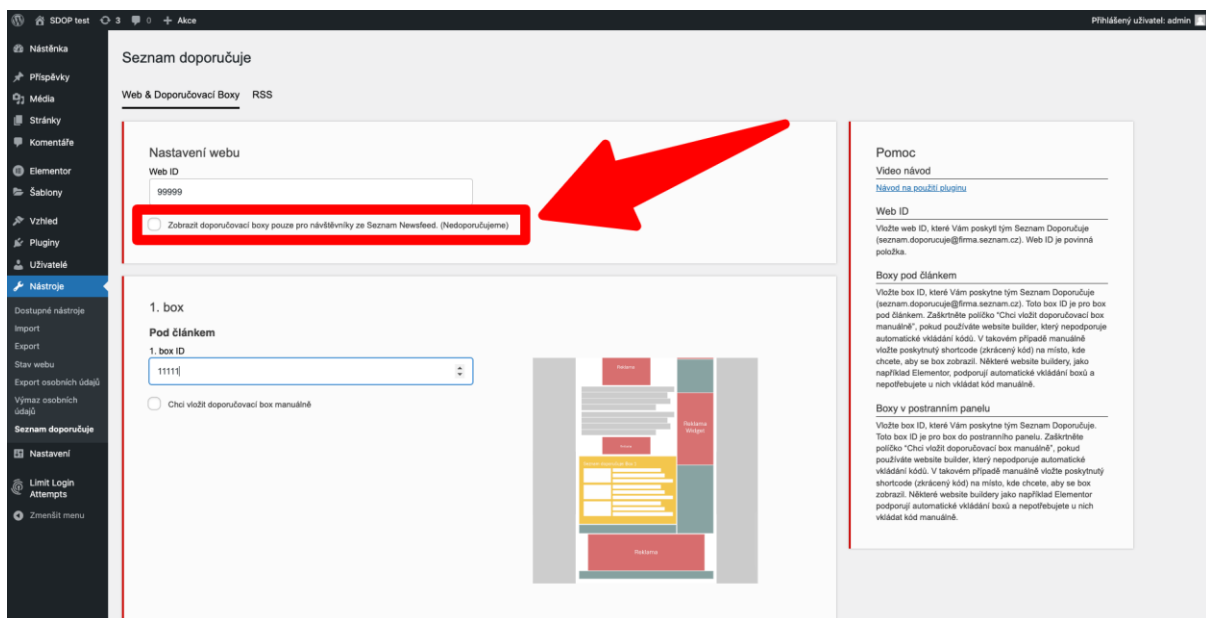 SDOP test 3 0 + Akce
Přihlášený uživatel: admin
Nástěnka
Příspěvky
Média
Stránky
Komentáře
Elementor
Šablony
Vzhled
Pluginy
Uživatelé
Nástroje
Dostupné nástroje
Import
Export
Stav webu
Export osobních údajů
Výmaz osobních
údajů
Seznam doporučuje
Nastavení
Limit Login
Attempts
Zmenšit menu
Seznam doporučuje
Web & Doporučovací Boxy RSS
Nastavení webu
Web ID
99999
Zobrazit doporučovací boxy pouze pro návštěvníky ze Seznam Newsfeed. (Nedoporučujeme)
1. box
Pod článkem
1. box ID
11111
Chci vložit doporučovací box manuálně
Reklama
Reklama
Widget
Reklama
Pomoc
Video návod
Návod na použití pluginu
Web ID
Vložte web ID, které Vám poskytl tým Seznam Doporučuje
(seznam.doporucuje@firma.seznam.cz). Web ID je povinná
položka.
Boxy pod článkem
Vložte box ID, které Vám poskytne tým Seznam Doporučuje
(seznam.doporucuje@firma.seznam.cz). Toto box ID je pro box
pod článkem. Zaškrtněte políčko “Chci vložit doporučovací box
manuálně”, pokud používáte website builder, který nepodporuje
automatické vkládání kódů. V takovém případě manuálně
vložte poskytnutý shortcode (zkrácený kód) na místo, kde
chcete, aby se box zobrazil. Některé website buildery, jako
například Elementor, podporují automatické vkládání boxů a
nepotřebujete u nich vkládat kód manuálně.
Boxy v postranním panelu
Vložte box ID, které Vám poskytne tým Seznam Doporučuje.
Toto box ID je pro box do postranního panelu. Zaškrtněte
políčko “Chci vložit doporučovací box manuálně”, pokud
používáte website builder, který nepodporuje automatické
vkládání kódů. V takovém případě manuálně vložte poskytnutý
shortcode (zkrácený kód) na místo, kde chcete, aby se box
zobrazil. Některé website buildery jako například Elementor
podporují automatické vkládání boxů a nepotřebujete u nich
vkládat kód manuálně.